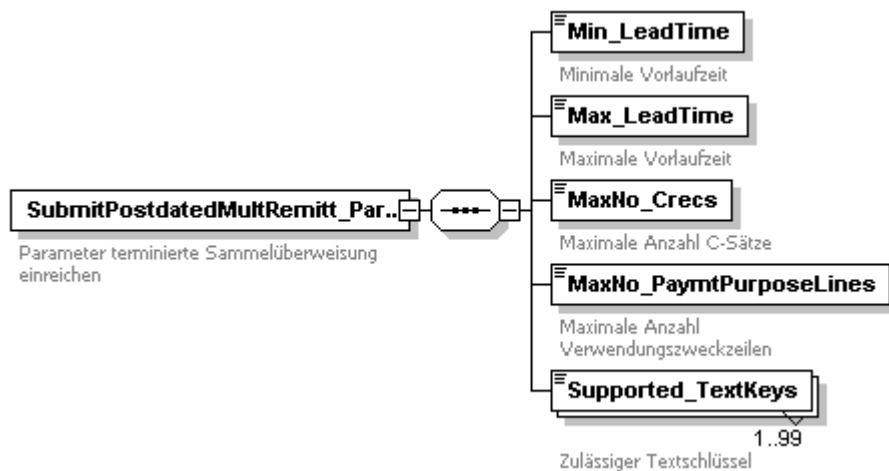 Min_LeadTime
Minimale Vorlaufzeit
Max_LeadTime
Maximale Vorlaufzeit
SubmitPostdatedMultRemitt_Par..
Parameter terminierte Sammelüberweisung
einreichen
MaxNo_Crecs
Maximale Anzahl C-Sätze
MaxNo_PaymtPurposeLines
Maximale Anzahl
Verwendungszweckzeilen
Supported_TextKeys
1..99
Zulässiger Textschlüssel